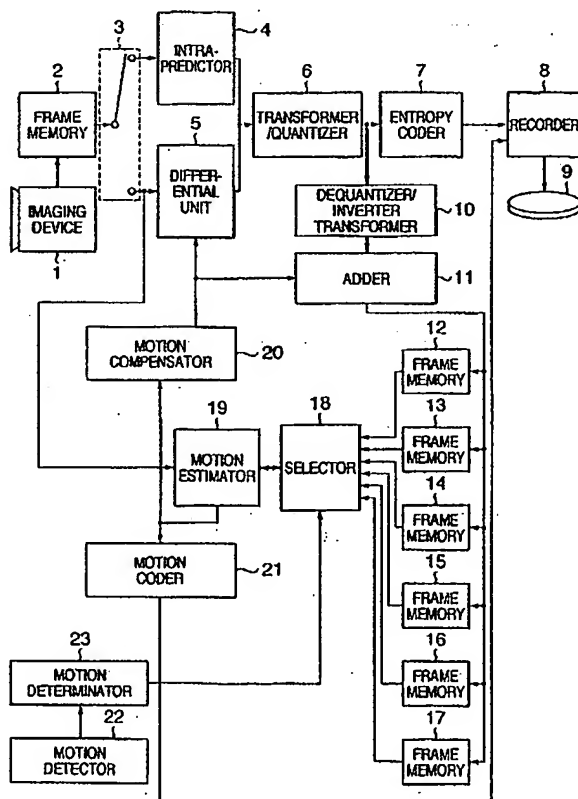 3
4
INTRA-
PREDICTOR
2
FRAME
MEMORY
6
TRANSFORMER
/QUANTIZER
7
ENTROPY
CODER
8
RECORDER
5
DIFFER-
ENTIAL
UNIT
9
IMAGING
DEVICE
1
DEQUANTIZER/
INVERTER
TRANSFORMER
10
ADDER
11
MOTION
COMPENSATOR
20
12
FRAME
MEMORY
19
MOTION
ESTIMATOR
18
SELECTOR
13
FRAME
MEMORY
14
FRAME
MEMORY
MOTION
CODER
21
15
FRAME
MEMORY
23
MOTION
DETERMINATOR
16
FRAME
MEMORY
22
MOTION
DETECTOR
17
FRAME
MEMORY